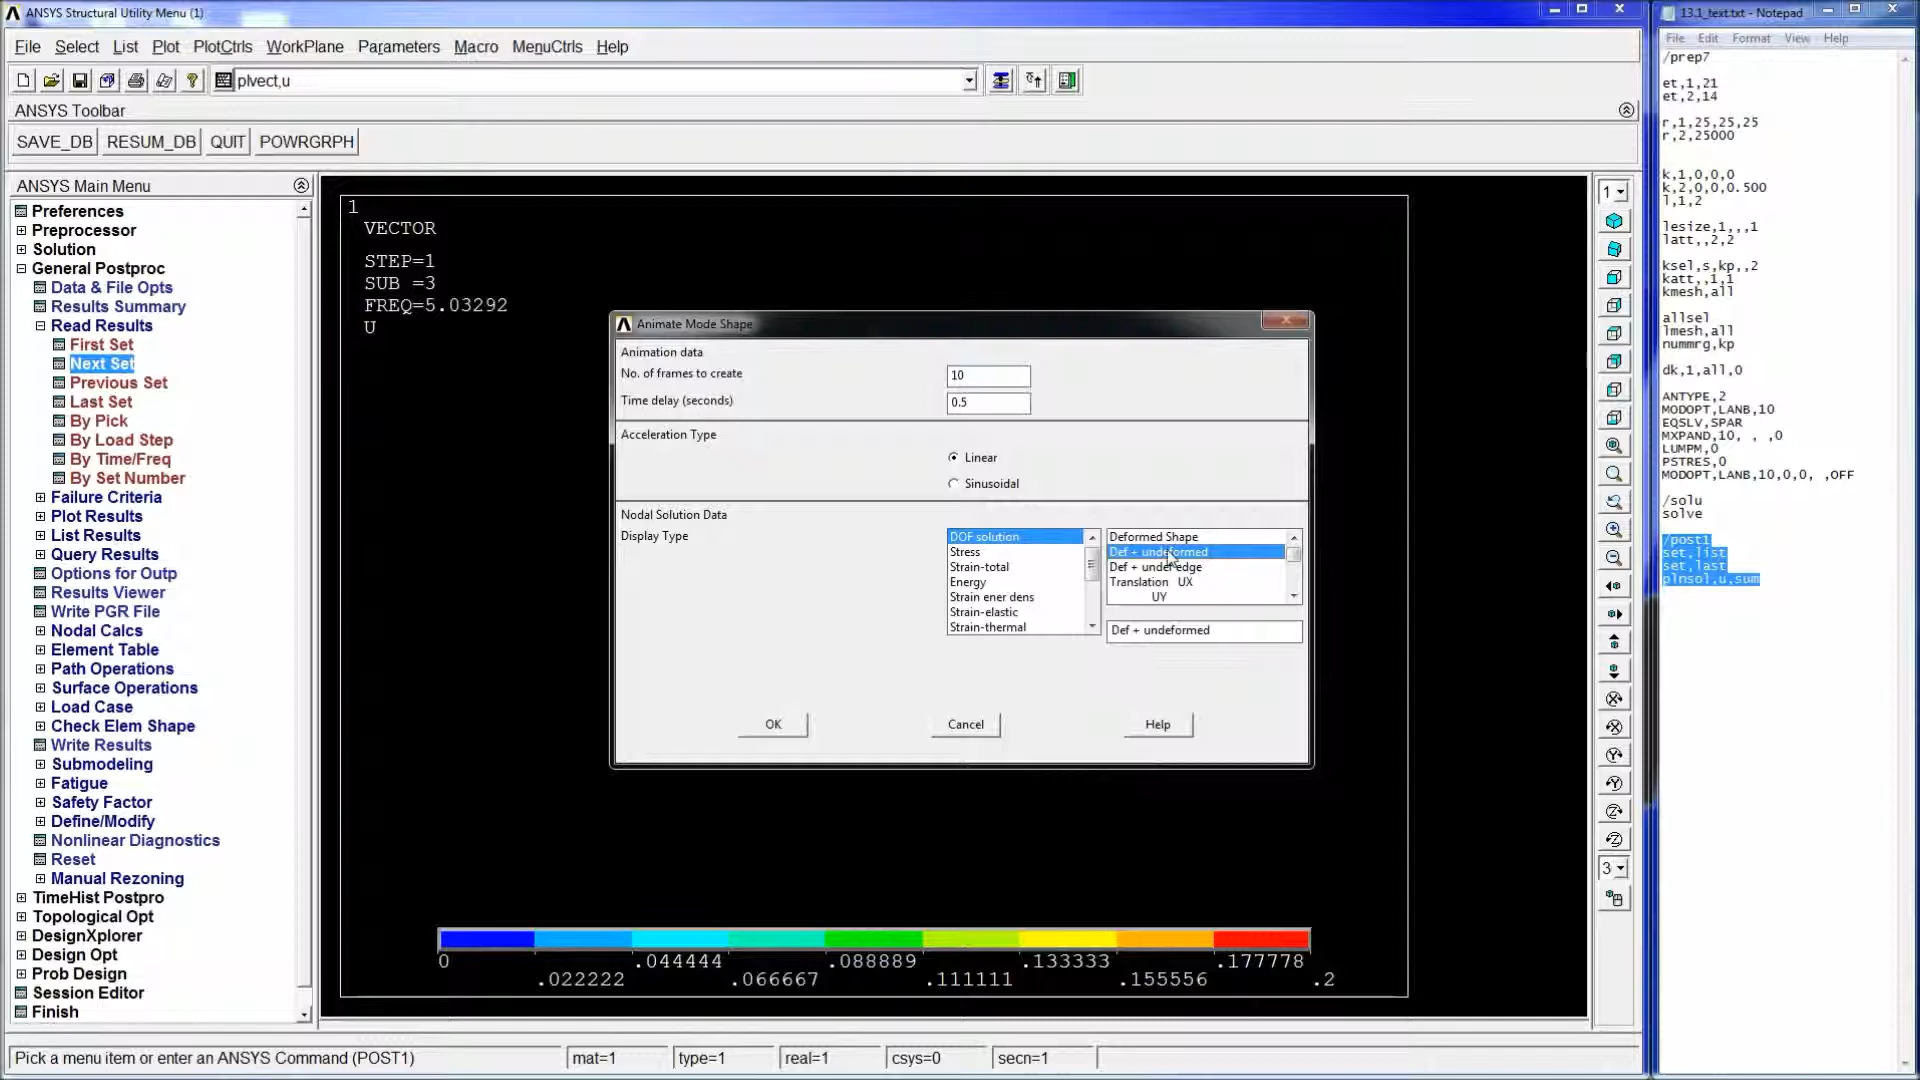 ANSYS Structural Utility Menu (1)
File Select List Plot PlotCtrls WorkPlane Parameters Macro MenuCtrls Help
plvect,u
ANSYS Toolbar
SAVE_DB RESUM_DB QUIT POWRGRPH
ANSYS Main Menu
Preferences
Preprocessor
Solution
General Postproc
Data & File Opts
Results Summary
Read Results
First Set
Next Set
Previous Set
Last Set
By Pick
By Load Step
By Time/Freq
By Set Number
Failure Criteria
Plot Results
List Results
Query Results
Options for Outp
Results Viewer
Write PGR File
Nodal Calcs
Element Table
Path Operations
Surface Operations
Load Case
Check Elem Shape
Write Results
Submodeling
Fatigue
Safety Factor
Define/Modify
Nonlinear Diagnostics
Reset
Manual Rezoning
TimeHist Postpro
Topological Opt
DesignXplorer
Design Opt
Prob Design
Session Editor
Finish
1
VECTOR
STEP=1
SUB =3
FREQ=5.03292
U
Animate Mode Shape
Animation data
No. of frames to create 10
Time delay (seconds) 0.5
Acceleration Type
Linear
Sinusoidal
Nodal Solution Data
Display Type
DOF solution
Stress
Strain-total
Energy
Strain ener dens
Strain-elastic
Strain-thermal
Deformed Shape
Def + undeformed
Def + undef edge
Translation UX
UY
Def + undeformed
OK Cancel Help
0 .044444 .088889 .133333 .177778
.022222 .066667 .111111 .155556 .2
1
3
Pick a menu item or enter an ANSYS Command (POST1) mat=1 type=1 real=1 csys=0 secn=1
13.1_text.txt - Notepad
File Edit Format View Help
/prep7
et,1,21
et,2,14
r,1,25,25,25
r,2,25000
k,1,0,0,0
k,2,0,0,0.500
l,1,2
lesize,1,,,1
latt,,2,2
ksel,s,kp,,2
katt,,1,1
kmesh,all
allsel
lmesh,all
nummrg,kp
dk,1,all,0
ANTYPE,2
MODOPT,LANB,10
EQSLV,SPAR
MXPAND,10, , ,0
LUMPM,0
PSTRES,0
MODOPT,LANB,10,0,0, ,OFF
/solu
solve
/post1
set,list
set,last
plnsol,u,sum